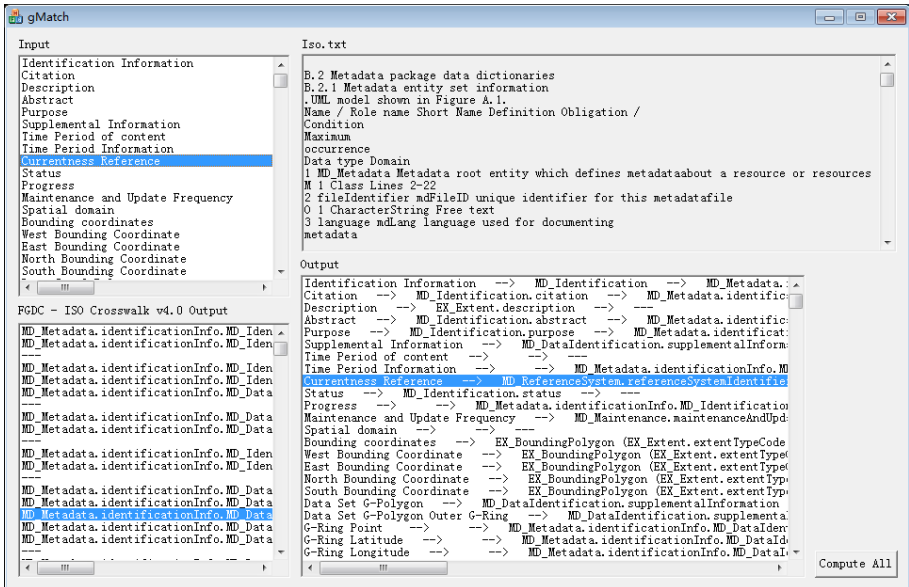 gMatch
Input
Identification Information
Citation
Description
Abstract
Purpose
Supplemental Information
Time Period of content
Time Period Information
Currentness Reference
Status
Progress
Maintenance and Update Frequency
Spatial domain
Bounding coordinates
West Bounding Coordinate
East Bounding Coordinate
North Bounding Coordinate
South Bounding Coordinate
FGDC - ISO Crosswalk v4.0 Output
MD_Metadata.identificationInfo.MD_Iden
MD_Metadata.identificationInfo.MD_Iden
---
MD_Metadata.identificationInfo.MD_Iden
MD_Metadata.identificationInfo.MD_Iden
MD_Metadata.identificationInfo.MD_Data
---
MD_Metadata.identificationInfo.MD_Data
MD_Metadata.identificationInfo.MD_Data
---
MD_Metadata.identificationInfo.MD_Iden
MD_Metadata.identificationInfo.MD_Iden
---
MD_Metadata.identificationInfo.MD_Data
MD_Metadata.identificationInfo.MD_Data
MD_Metadata.identificationInfo.MD_Data
MD_Metadata.identificationInfo.MD_Data
MD_Metadata.identificationInfo.MD_Data
---
Iso.txt
B.2 Metadata package data dictionaries
B.2.1 Metadata entity set information
.UML model shown in Figure A.1.
Name / Role name Short Name Definition Obligation /
Condition
Maximum
occurrence
Data type Domain
1 MD_Metadata Metadata root entity which defines metadataabout a resource or resources
M 1 Class Lines 2-22
2 fileIdentifier mdFileID unique identifier for this metadatafile
O 1 CharacterString Free text
3 language mdLang language used for documenting
metadata
Output
Identification Information --> MD_Identification --> MD_Metadata.
Citation --> MD_Identification.citation --> MD_Metadata.identific
Description --> EX_Extent.description --> ---
Abstract --> MD_Identification.abstract --> MD_Metadata.identific
Purpose --> MD_Identification.purpose --> MD_Metadata.identificat
Supplemental Information --> MD_DataIdentification.supplementalInform
Time Period of content --> --> ---
Time Period Information --> --> MD_Metadata.identificationInfo.MD
Currentness Reference --> MD_ReferenceSystem.referenceSystemIdentifie
Status --> MD_Identification.status --> ---
Progress --> --> MD_Metadata.identificationInfo.MD_Identification
Maintenance and Update Frequency --> MD_Maintenance.maintenanceAndUpd
Spatial domain --> --> ---
Bounding coordinates --> EX_BoundingPolygon (EX_Extent.extentTypeCode
West Bounding Coordinate --> EX_BoundingPolygon (EX_Extent.extentType
East Bounding Coordinate --> EX_BoundingPolygon (EX_Extent.extentType
North Bounding Coordinate --> EX_BoundingPolygon (EX_Extent.extentTyp
South Bounding Coordinate --> EX_BoundingPolygon (EX_Extent.extentTyp
Data Set G-Polygon --> MD_DataIdentification.supplementalInformation
Data Set G-Polygon Outer G-Ring --> MD_DataIdentification.supplementa
G-Ring Point --> --> MD_Metadata.identificationInfo.MD_DataIden
G-Ring Latitude --> --> MD_Metadata.identificationInfo.MD_DataI
G-Ring Longitude --> --> MD_Metadata.identificationInfo.MD_DataI
Compute All